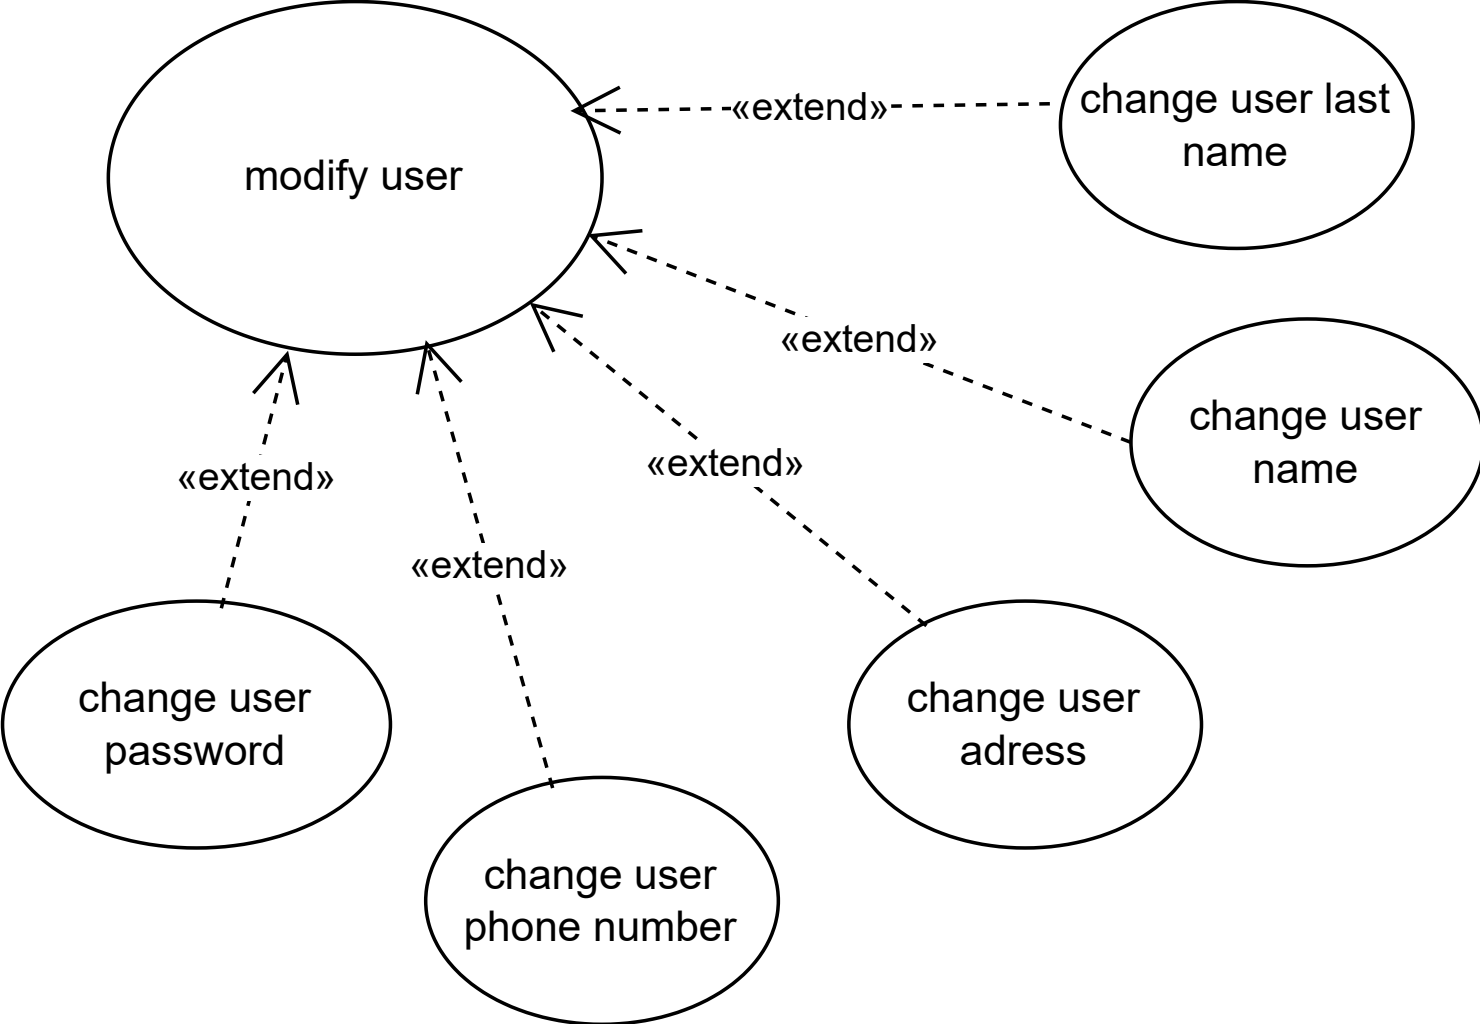 change user last
name
«extend»
modify user
«extend»
change user
name
«extend»
«extend»
«extend»
change user
password
change user
adress
change user
phone number